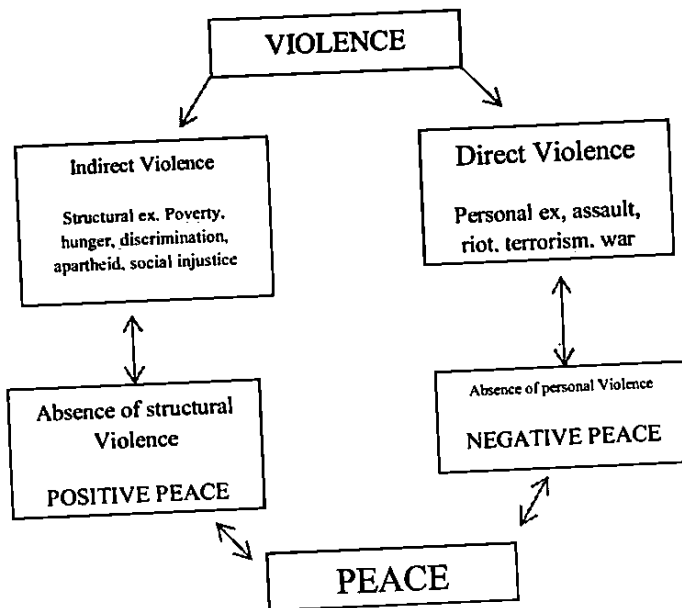 VIOLENCE
Indirect Violence
Structural ex. Poverty,
hunger, discrimination,
apartheid, social injustice
Direct Violence
Personal ex, assault,
riot. terrorism. war
Absence of structural
Violence
POSITIVE PEACE
Absence of personal Violence
NEGATIVE PEACE
PEACE